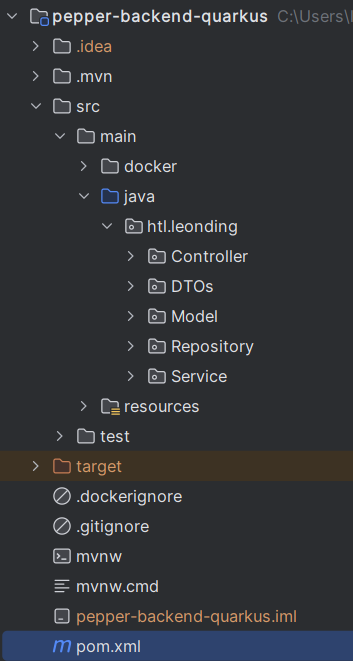 pepper-backend-quarkus C:\Users\
.idea
.mvn
src
main
docker
java
htl.leonding
Controller
DTOs
Model
Repository
Service
resources
test
target
.dockerignore
.gitignore
mvnw
mvnw.cmd
pepper-backend-quarkus.iml
m pom.xml